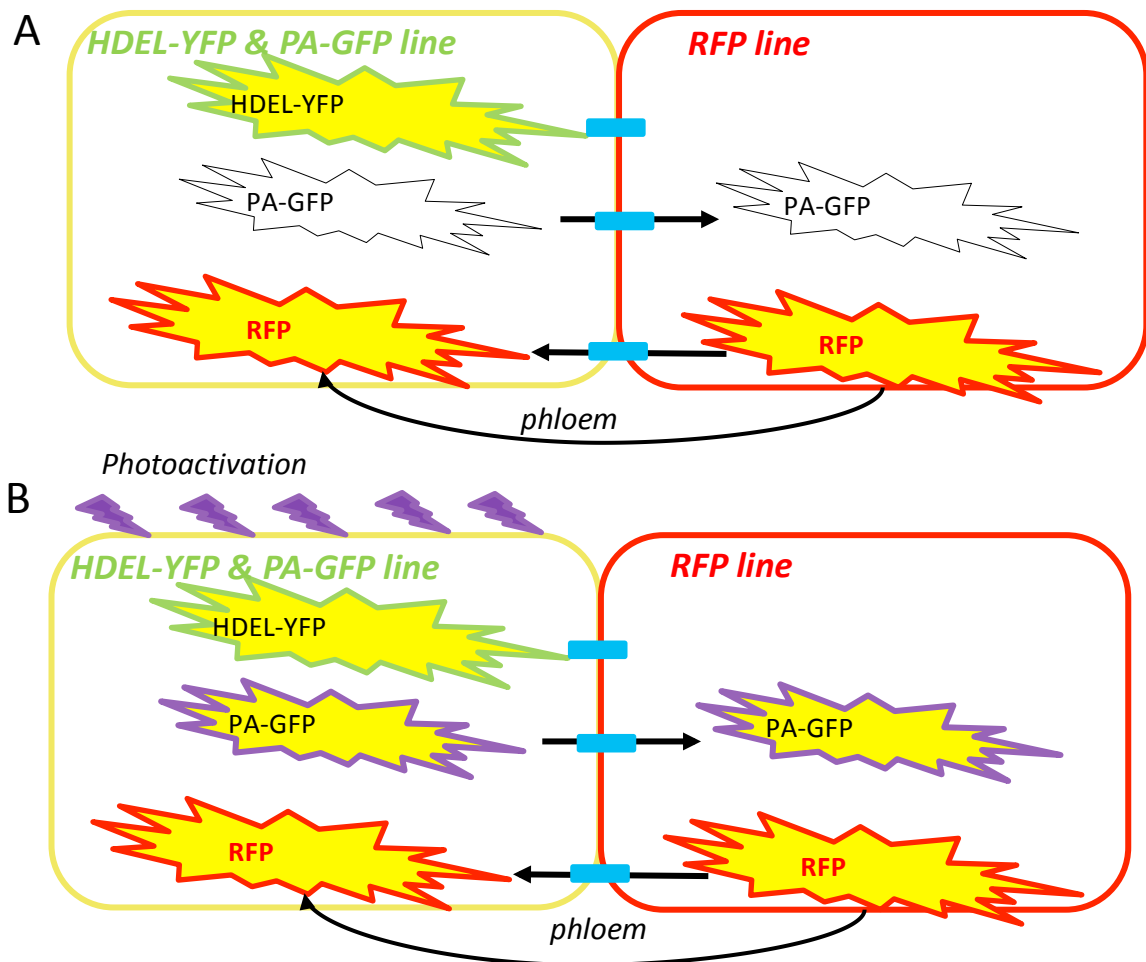 A
HDEL-YFP & PA-GFP line
RFP line
HDEL-YFP
PA-GFP
PA-GFP
RFP
RFP
phloem
Photoactivation
B
HDEL-YFP & PA-GFP line
RFP line
HDEL-YFP
PA-GFP
PA-GFP
RFP
RFP
phloem